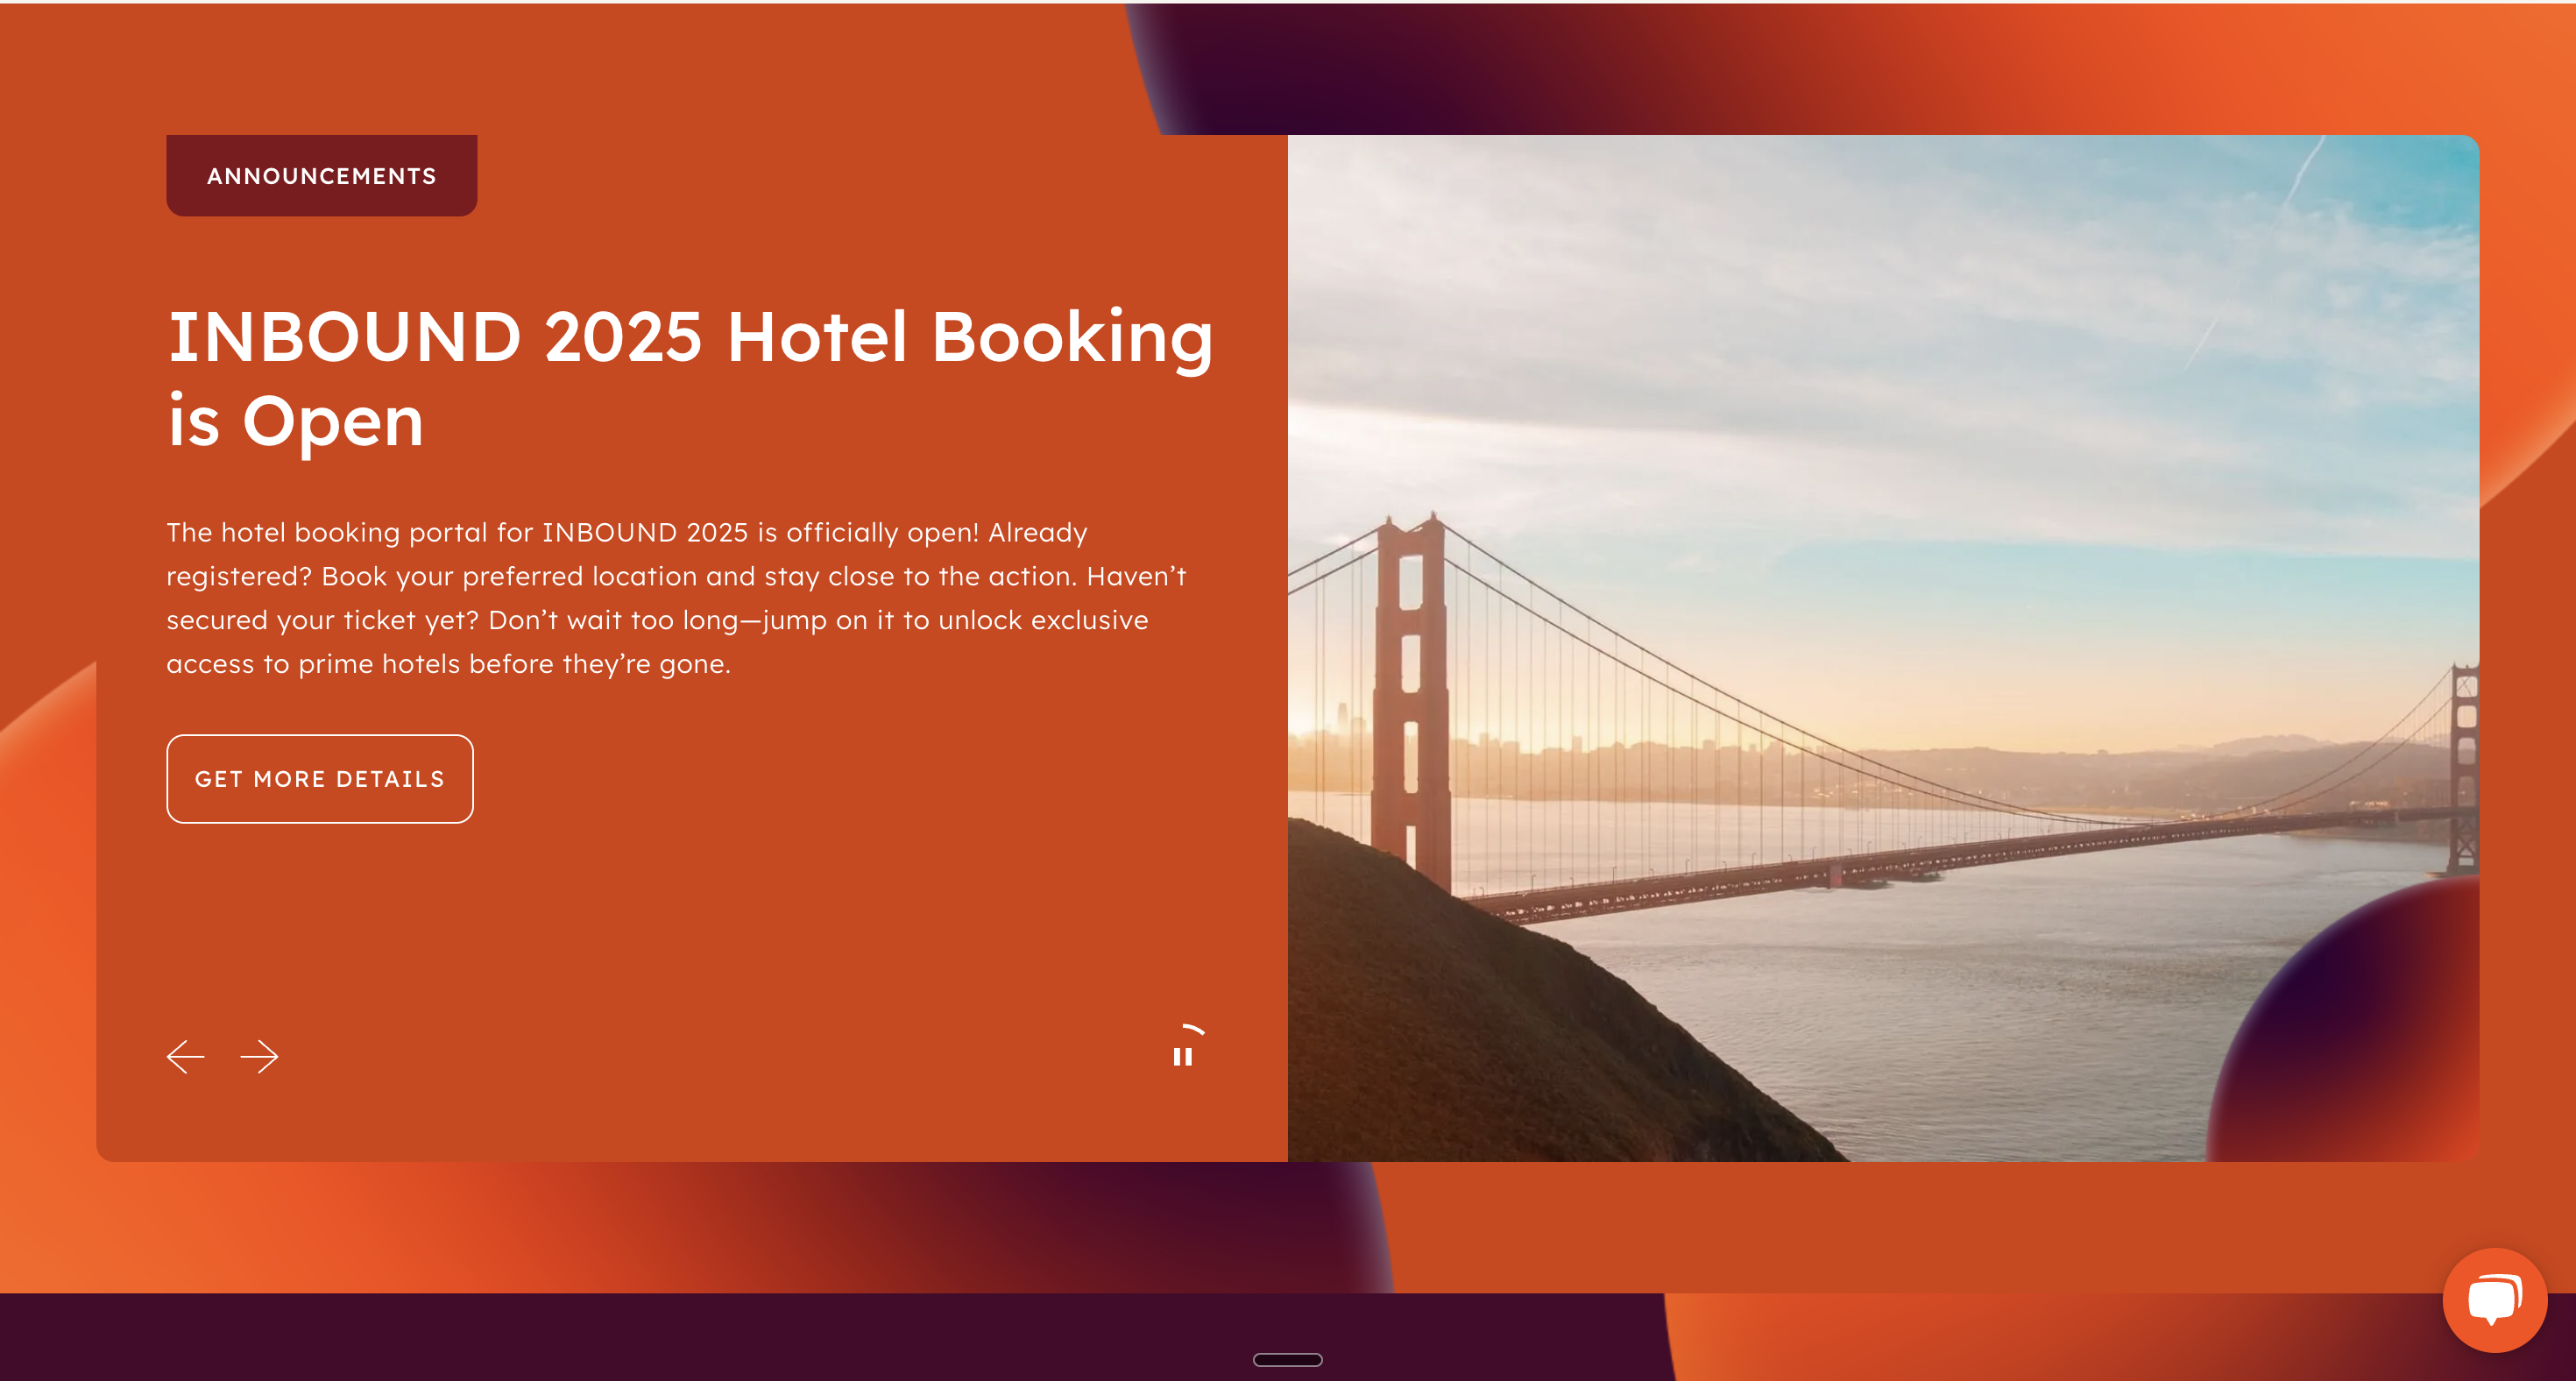 ANNOUNCEMENTS
INBOUND 2025 Hotel Booking
is Open
The hotel booking portal for INBOUND 2025 is officially open! Already
registered? Book your preferred location and stay close to the action. Haven’t
secured your ticket yet? Don’t wait too long—jump on it to unlock exclusive
access to prime hotels before they’re gone.
GET MORE DETAILS